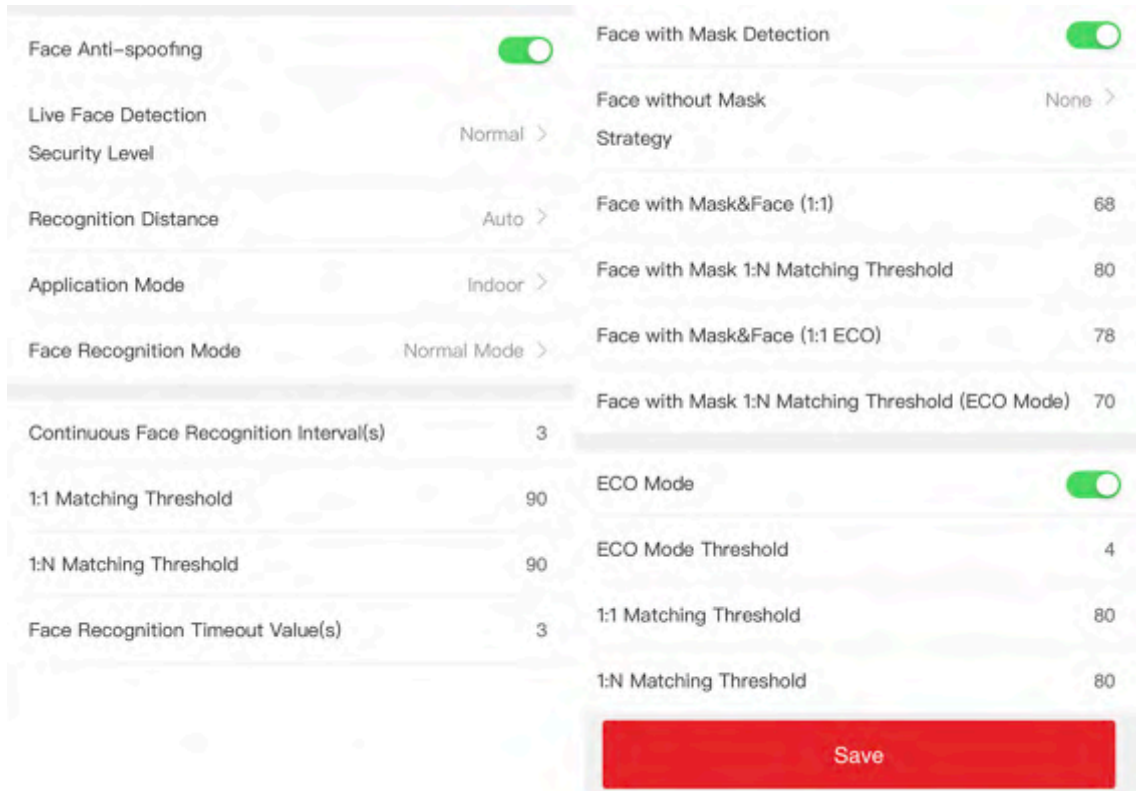 Face Anti-spoofing
Live Face Detection
Security Level
Normal >
Recognition Distance
Auto >
Application Mode
Indoor >
Face Recognition Mode
Normal Mode >
Continuous Face Recognition Interval(s)
3
1:1 Matching Threshold
90
1:N Matching Threshold
90
Face Recognition Timeout Value(s)
3
Face with Mask Detection
Face without Mask
Strategy
None >
Face with Mask&Face (1:1)
68
Face with Mask 1:N Matching Threshold
80
Face with Mask&Face (1:1 ECO)
78
Face with Mask 1:N Matching Threshold (ECO Mode)
70
ECO Mode
ECO Mode Threshold
4
1:1 Matching Threshold
80
1:N Matching Threshold
80
Save